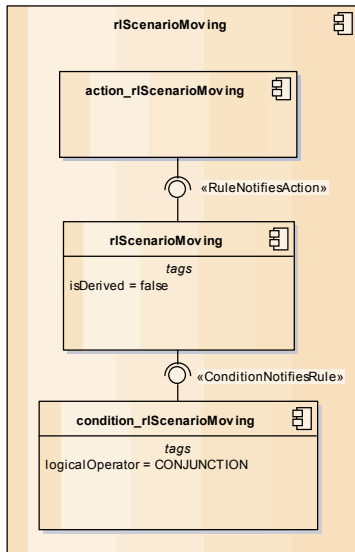 rlScenarioMoving
action_rlScenarioMoving
«RuleNotifiesAction»
rlScenarioMoving
tags
isDerived = false
«ConditionNotifiesRule»
condition_rlScenarioMoving
tags
logicalOperator = CONJUNCTION